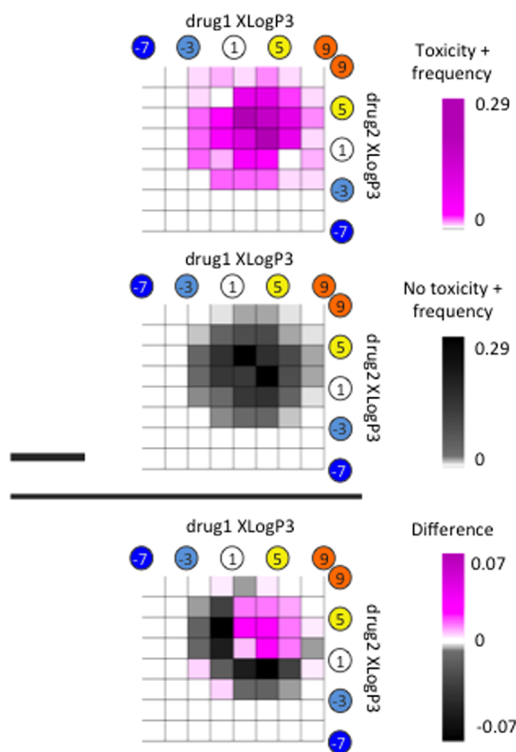 drug1 XLogP3
-7 -3 1 5 9
9
5
1
-3
-7
drug2 XLogP3
Toxicity +
frequency
0.29
0
drug1 XLogP3
-7 -3 1 5 9
9
5
1
-3
-7
drug2 XLogP3
No toxicity +
frequency
0.29
0
drug1 XLogP3
-7 -3 1 5 9
9
5
1
-3
-7
drug2 XLogP3
Difference
0.07
0
-0.07